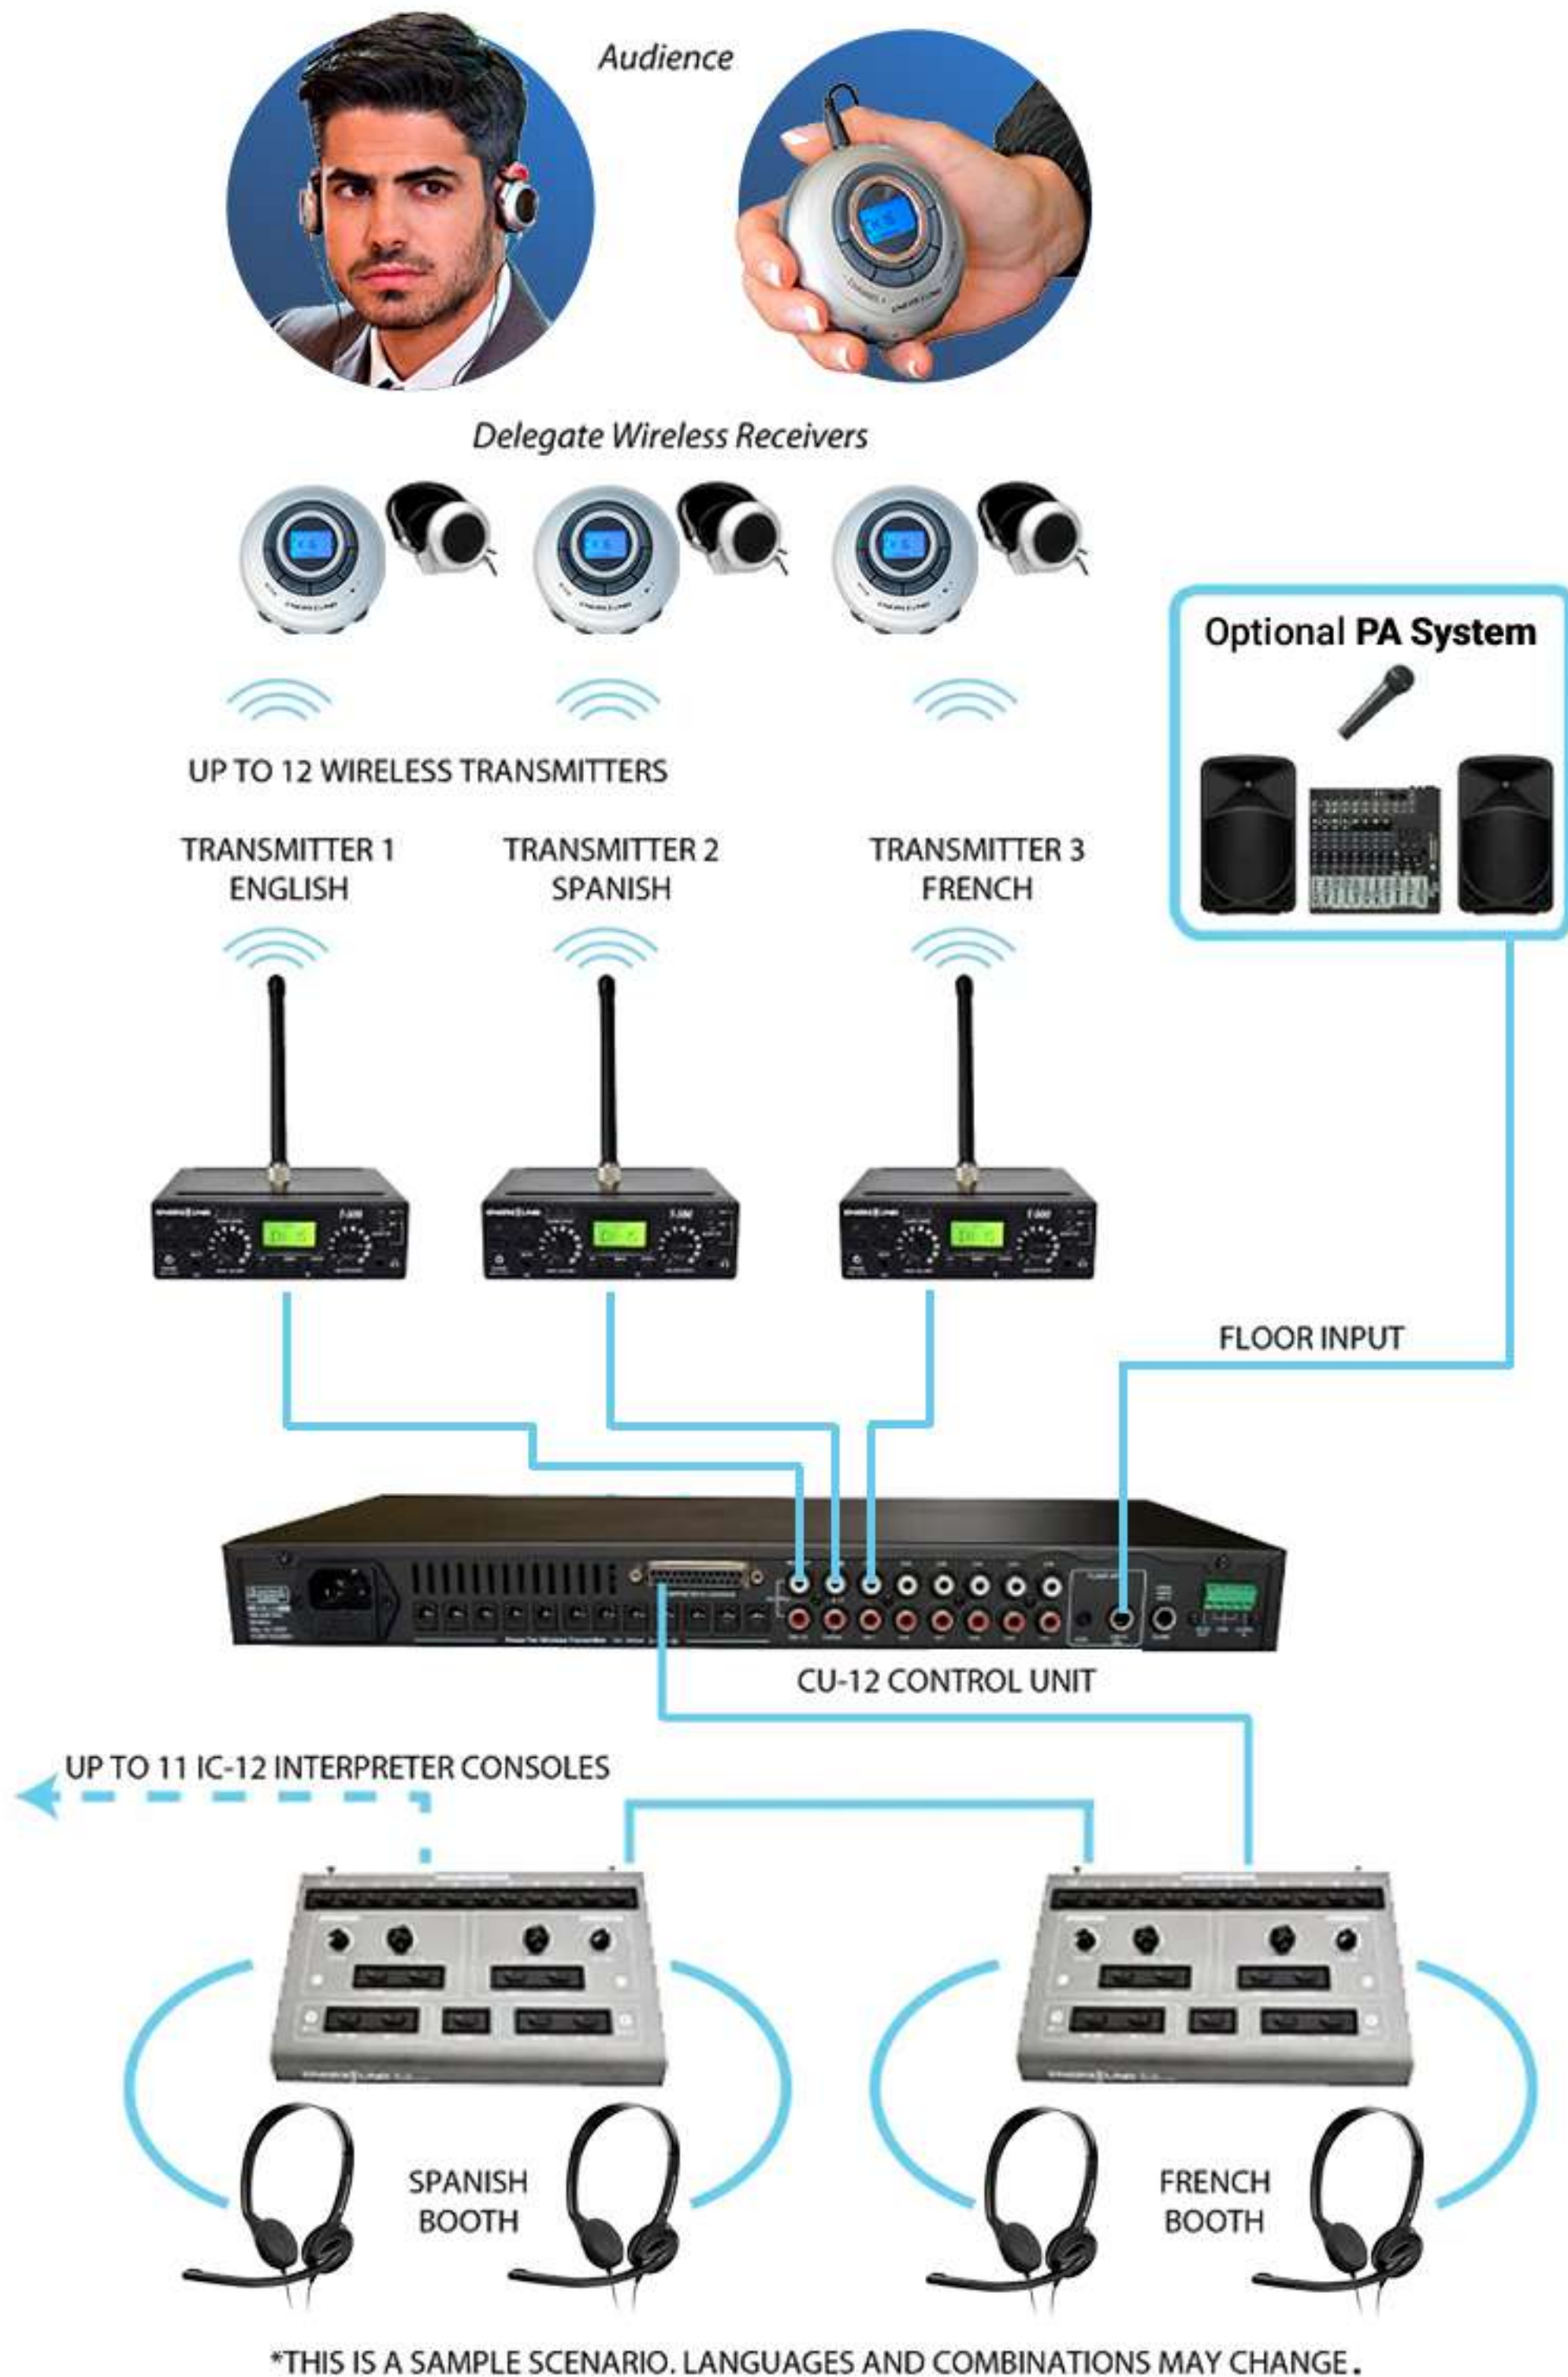 Audience
Delegate Wireless Receivers
Optional PA System
UP TO 12 WIRELESS TRANSMITTERS
TRANSMITTER 1
ENGLISH
TRANSMITTER 2
SPANISH
TRANSMITTER 3
FRENCH
FLOOR INPUT
CU-12 CONTROL UNIT
UP TO 11 IC-12 INTERPRETER CONSOLES
SPANISH
BOOTH
FRENCH
BOOTH
*THIS IS A SAMPLE SCENARIO. LANGUAGES AND COMBINATIONS MAY CHANGE.